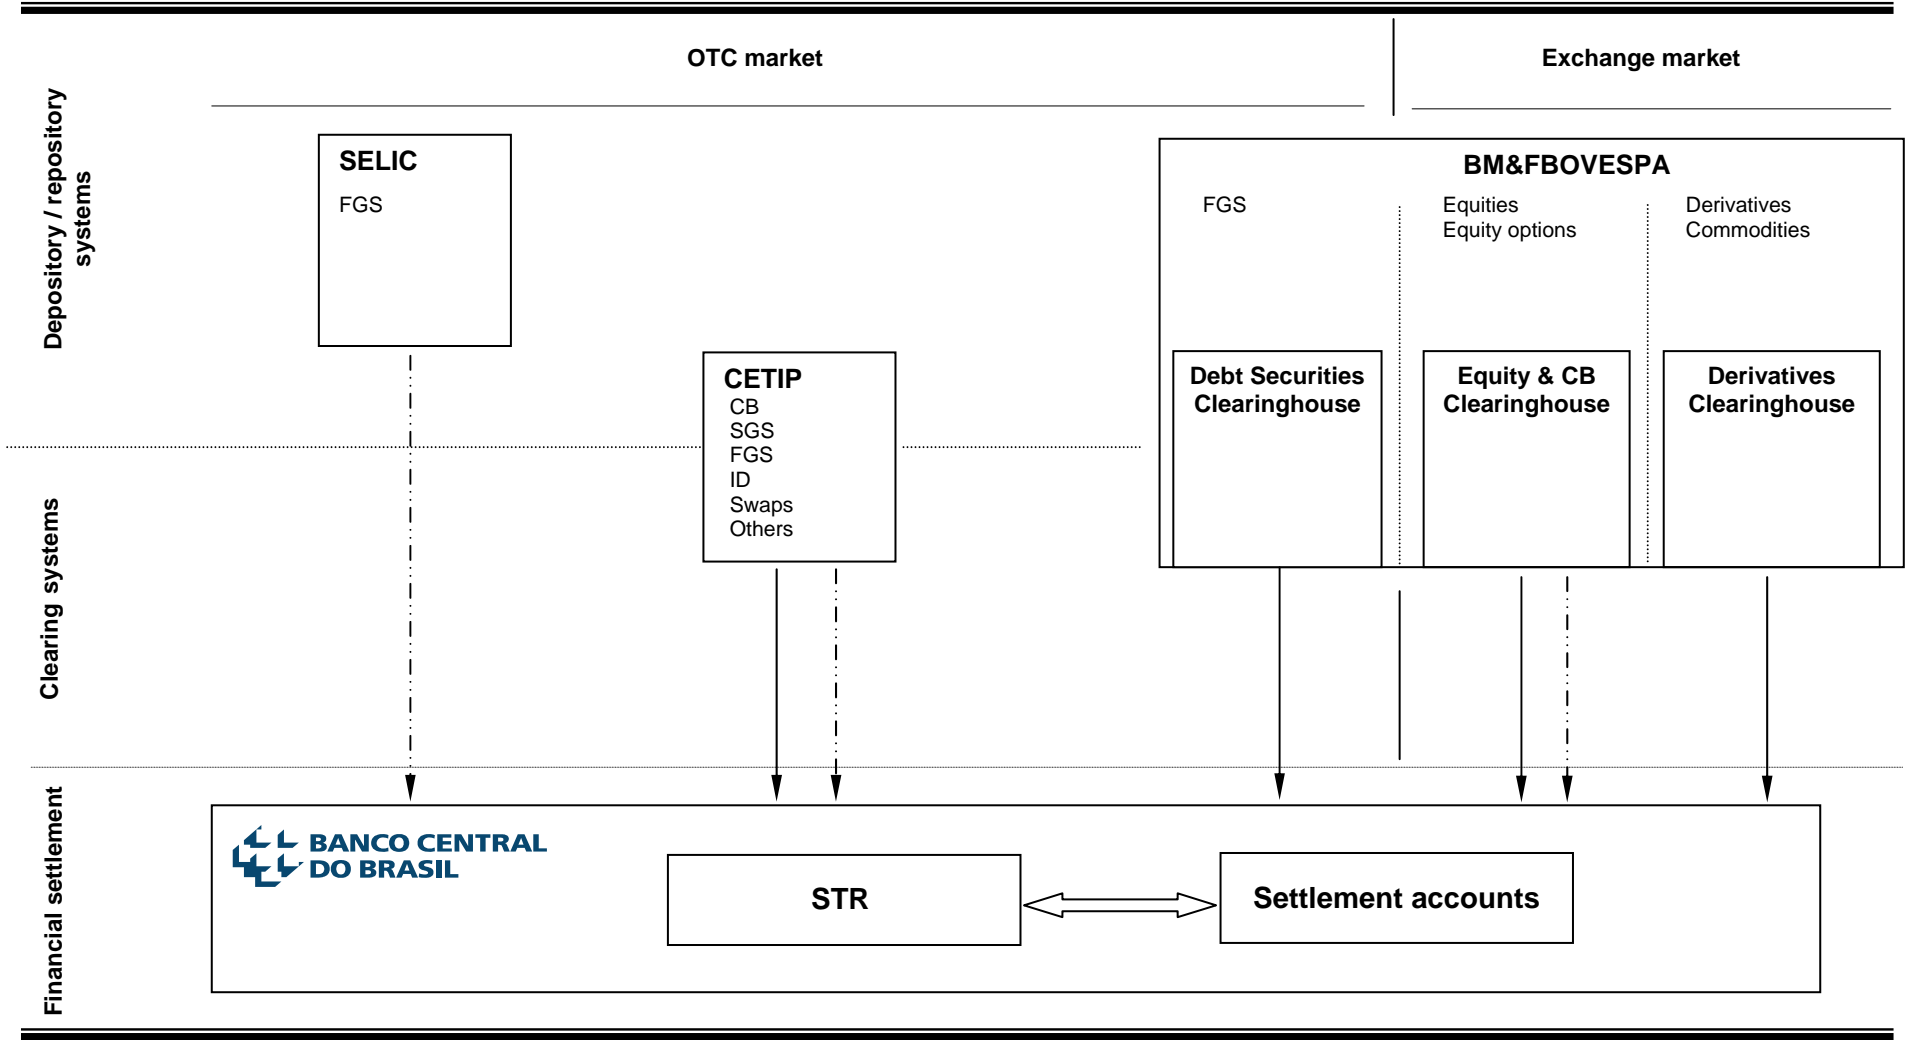 OTC market
Exchange market
Depository / repository
systems
SELIC
FGS
BM&FBOVESPA
FGS
Equities
Equity options
Derivatives
Commodities
CETIP
CB
SGS
FGS
ID
Swaps
Others
Debt Securities
Clearinghouse
Equity & CB
Clearinghouse
Derivatives
Clearinghouse
Clearing systems
Financial settlement
BANCO CENTRAL
DO BRASIL
STR
Settlement accounts